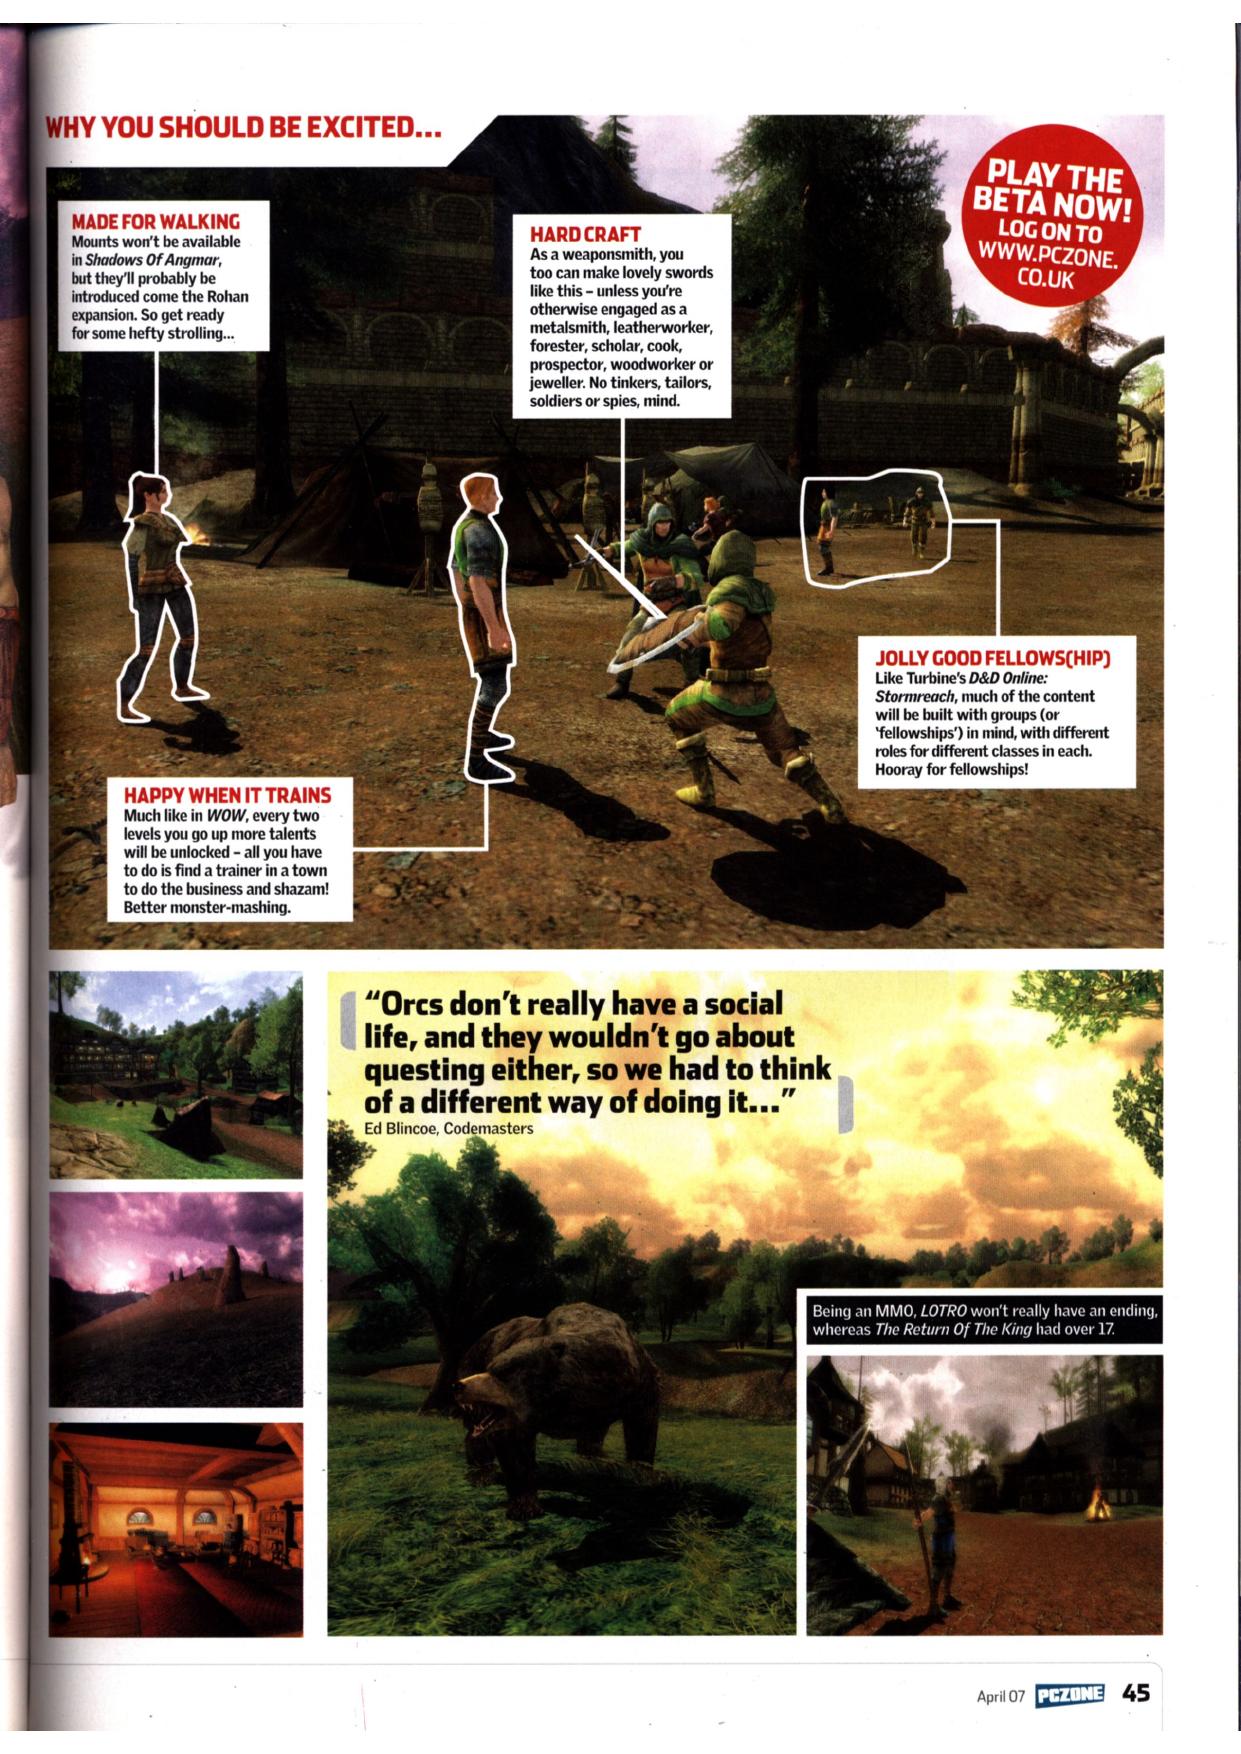 WHY YOU SHOULD BE EXCITED...
PLAY THE
BETA NOW!
LOG ON TO
WWW.PCZONE.
CO.UK
MADE FOR WALKING
Mounts won't be available
in Shadows Of Angmar,
but they'll probably be
introduced come the Rohan
expansion. So get ready
for some hefty strolling...
HARD CRAFT
As a weaponsmith, you
too can make lovely swords
like this – unless you're
otherwise engaged as a
metalsmith, leatherworker,
forester, scholar, cook,
prospector, woodworker or
jeweller. No tinkers, tailors,
soldiers or spies, mind.
JOLLY GOOD FELLOWS(HIP)
Like Turbine's D&D Online:
Stormreach, much of the content
will be built with groups (or
'fellowships') in mind, with different
roles for different classes in each.
Hooray for fellowships!
HAPPY WHEN IT TRAINS
Much like in WOW, every two
levels you go up more talents
will be unlocked – all you have
to do is find a trainer in a town
to do the business and shazam!
Better monster-mashing.
"Orcs don't really have a social
life, and they wouldn't go about
questing either, so we had to think
of a different way of doing it..."
Ed Blincoe, Codemasters
Being an MMO, LOTRO won't really have an ending,
whereas The Return Of The King had over 17.
April 07 PCZONE 45